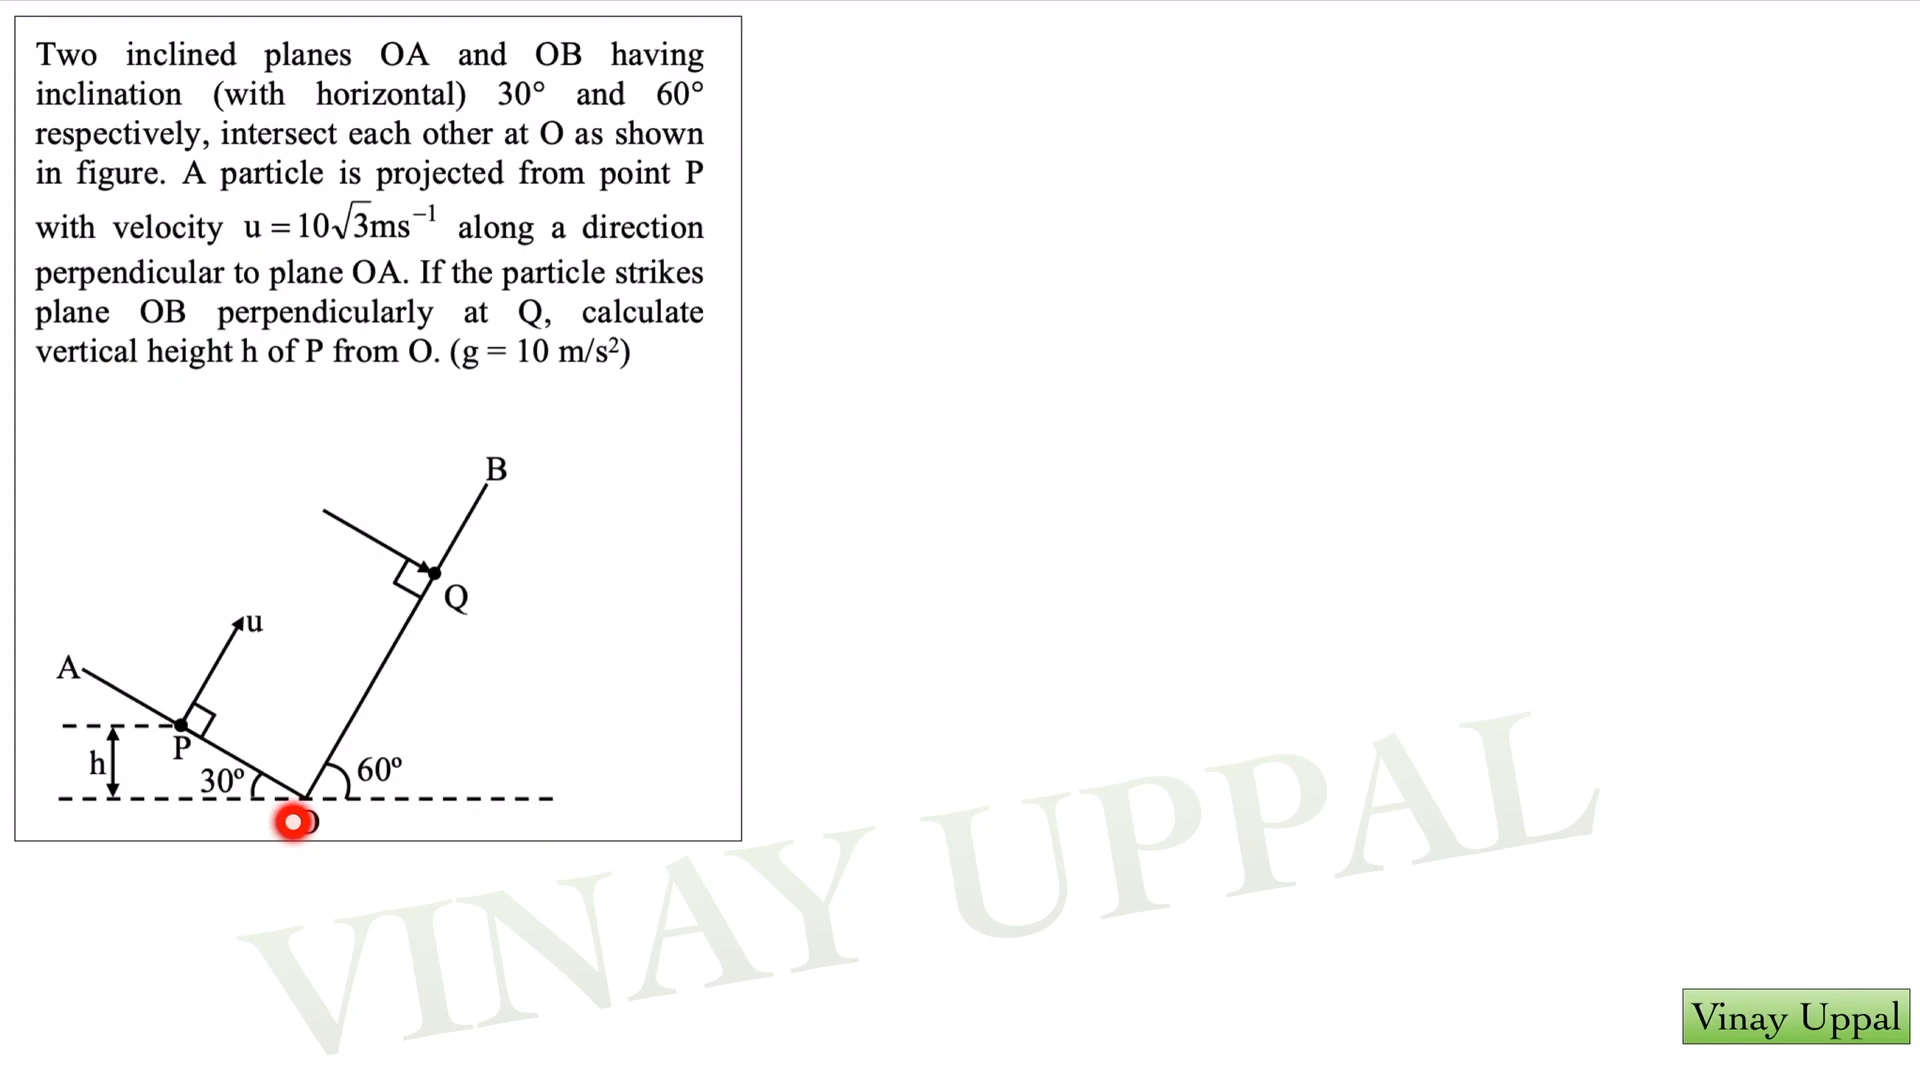 Two inclined planes OA and OB having
inclination (with horizontal) 30° and 60°
respectively, intersect each other at O as shown
in figure. A particle is projected from point P
with velocity u = 10√3ms⁻¹ along a direction
perpendicular to plane OA. If the particle strikes
plane OB perpendicularly at Q, calculate
vertical height h of P from O. (g = 10 m/s²)
B
Q
u
A
P
h
30º
60º
VINAY UPPAL
Vinay Uppal